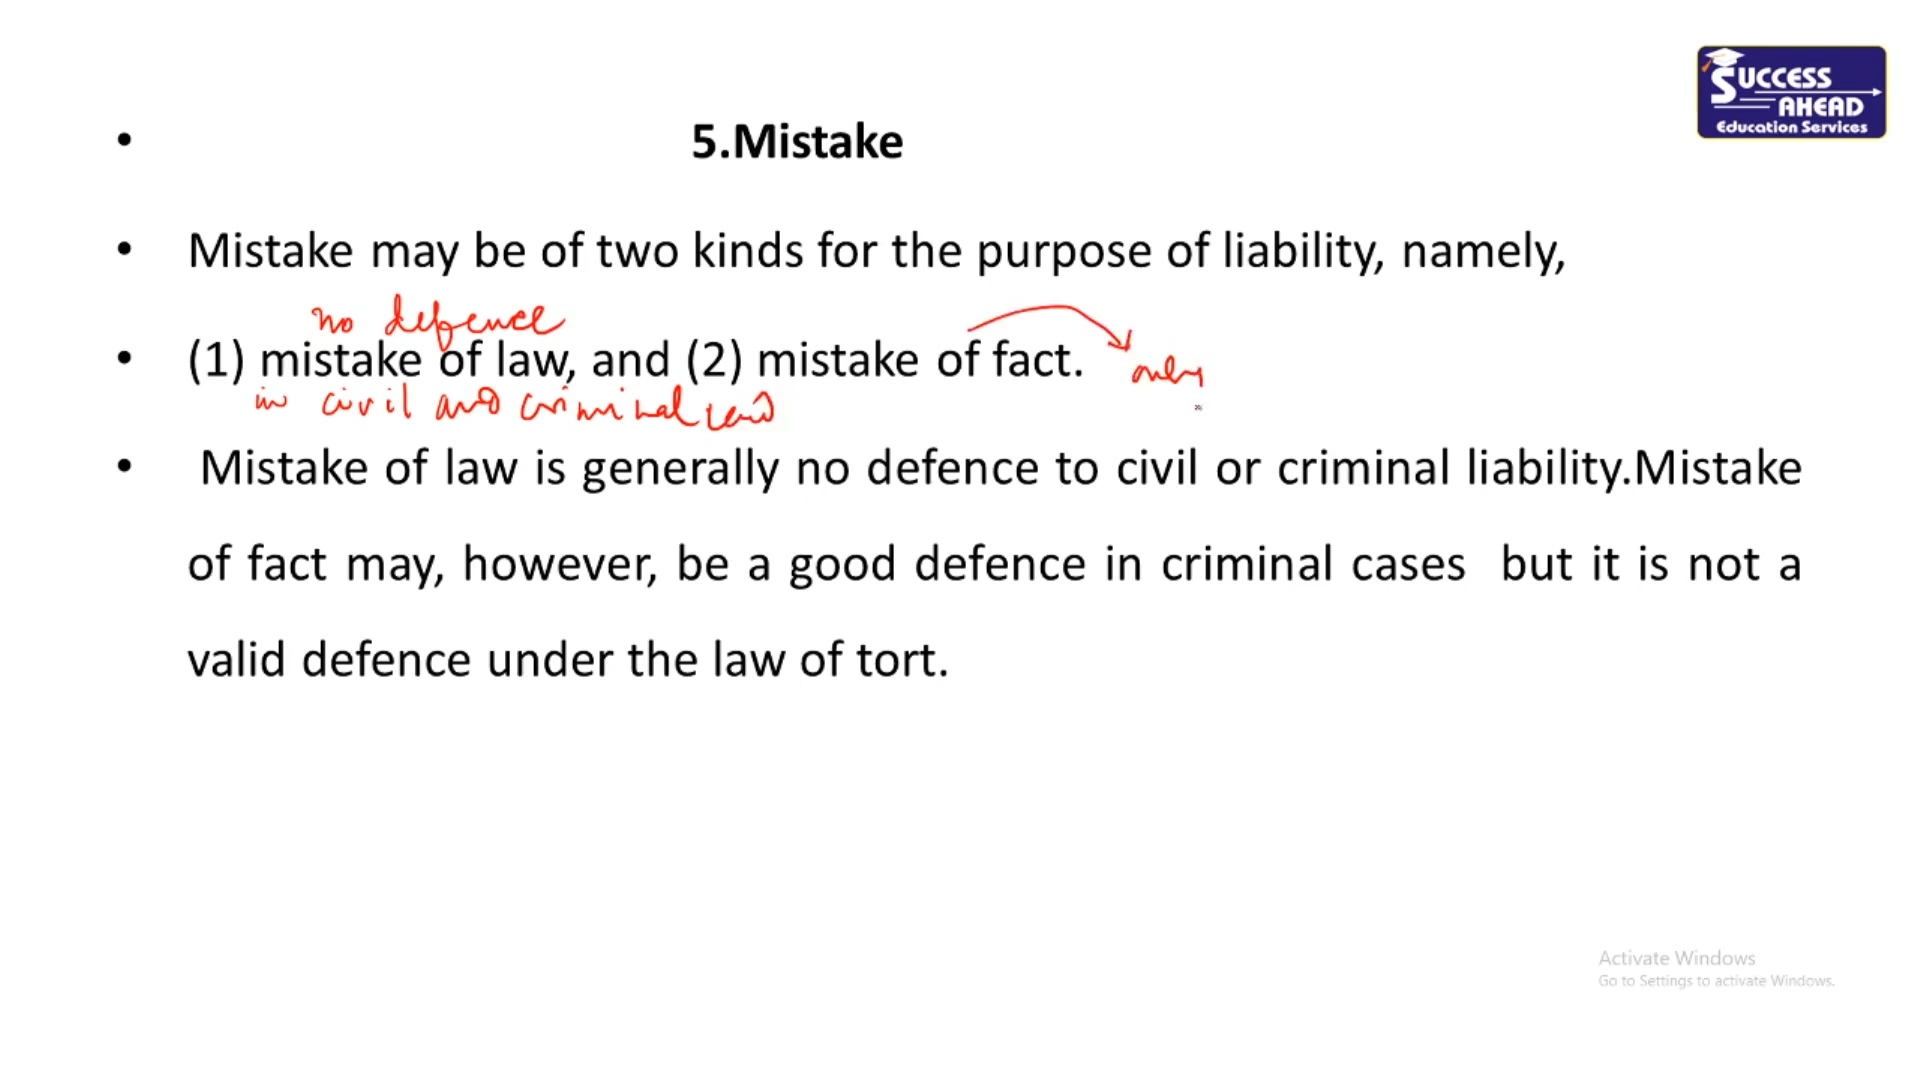 SUCCESS
AHEAD
Education Services
• 5.Mistake
• Mistake may be of two kinds for the purpose of liability, namely,
no defence
• (1) mistake of law, and (2) mistake of fact.
only
in civil and criminal law
• Mistake of law is generally no defence to civil or criminal liability.Mistake
of fact may, however, be a good defence in criminal cases but it is not a
valid defence under the law of tort.
Activate Windows
Go to Settings to activate Windows.